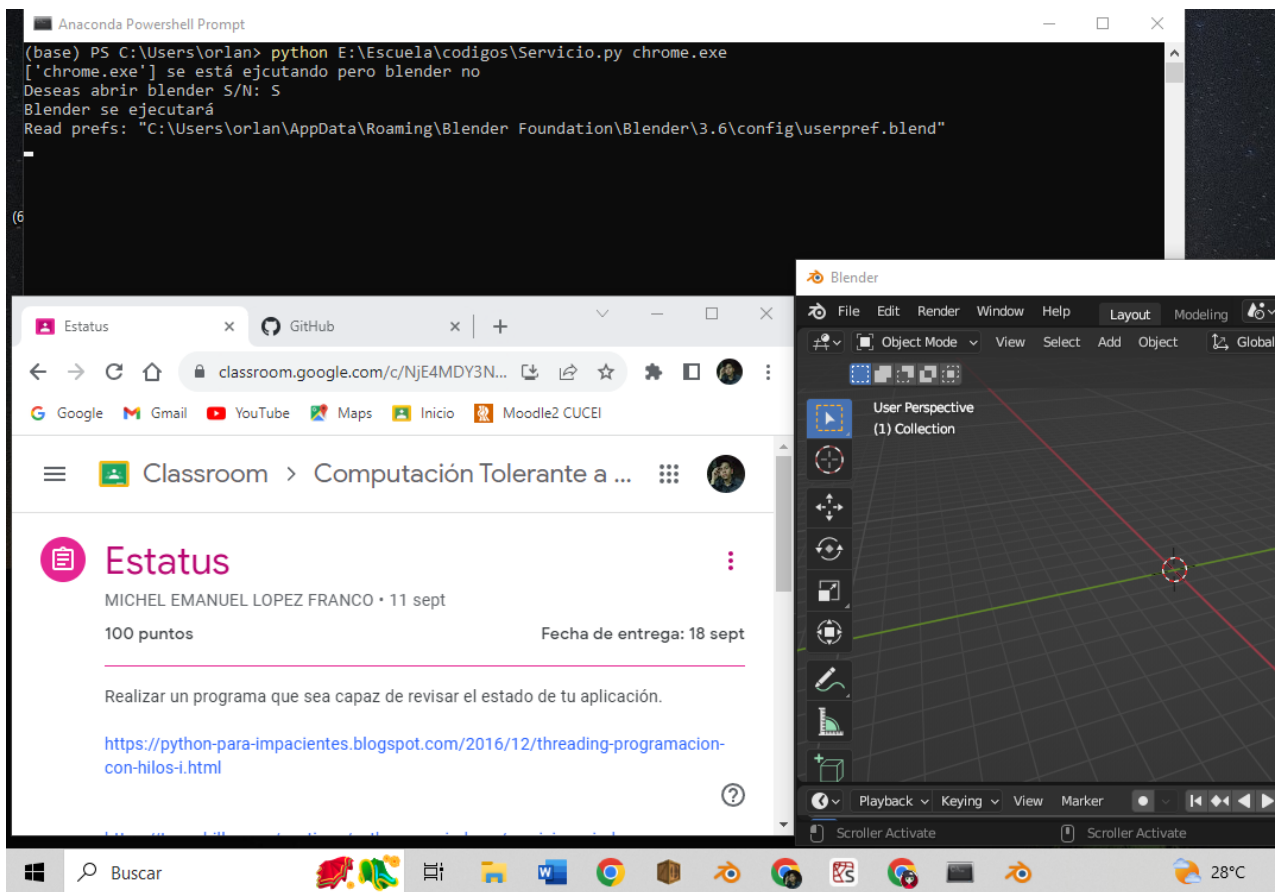 Anaconda Powershell Prompt
(base) PS C:\Users\orlan> python E:\Escuela\codigos\Servicio.py chrome.exe
['chrome.exe'] se está ejcutando pero blender no
Deseas abrir blender S/N: S
Blender se ejecutará
Read prefs: "C:\Users\orlan\AppData\Roaming\Blender Foundation\Blender\3.6\config\userpref.blend"
(6
Estatus
GitHub
classroom.google.com/c/NjE4MDY3N...
Google Gmail YouTube Maps Inicio Moodle2 CUCEI
Classroom > Computación Tolerante a ...
Estatus
MICHEL EMANUEL LOPEZ FRANCO • 11 sept
100 puntos Fecha de entrega: 18 sept
Realizar un programa que sea capaz de revisar el estado de tu aplicación.
https://python-para-impacientes.blogspot.com/2016/12/threading-programacion-
con-hilos-i.html
Blender
File Edit Render Window Help Layout Modeling
Object Mode View Select Add Object Global
User Perspective
(1) Collection
Playback Keying View Marker
Scroller Activate Scroller Activate
Buscar
28°C